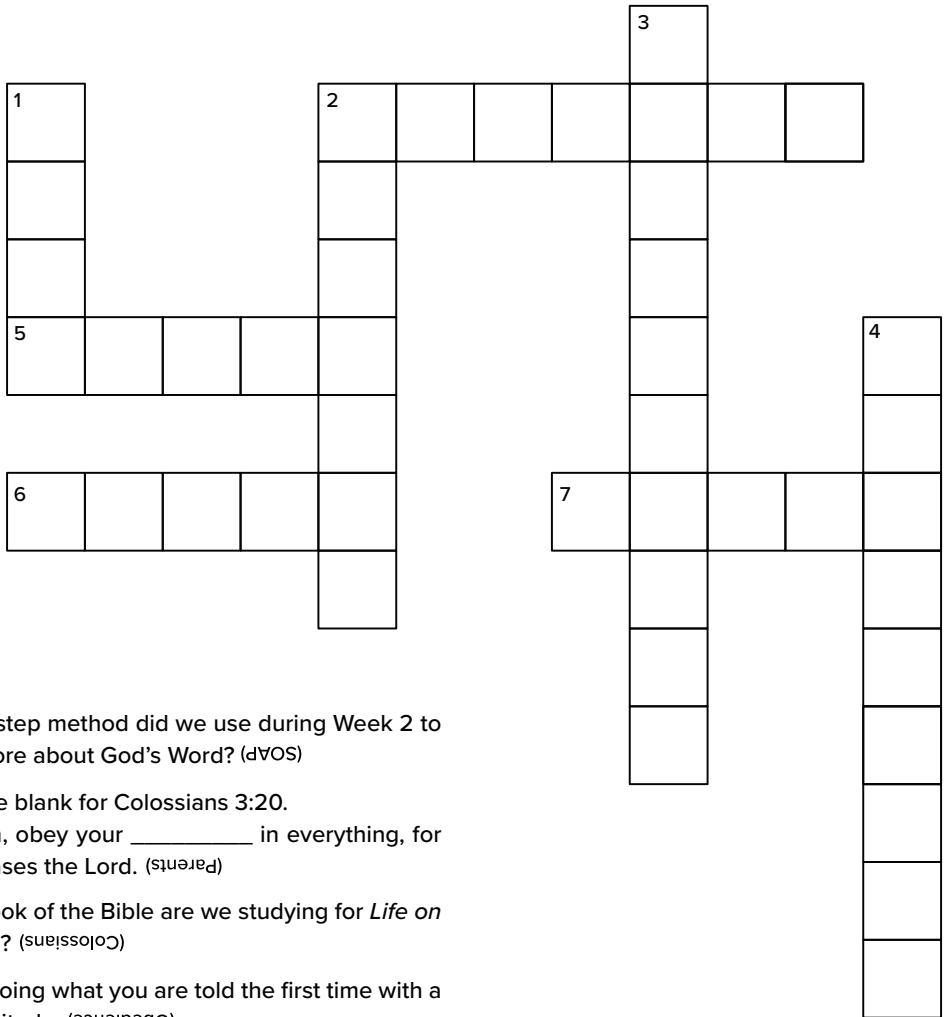 3
1
2
5
4
6
7
step method did we use during Week 2 to
ore about God's Word? (SOAP)
e blank for Colossians 3:20.
, obey your __________ in everything, for
ses the Lord. (Parents)
ok of the Bible are we studying for Life on
? (Colossians)
oing what you are told the first time with a